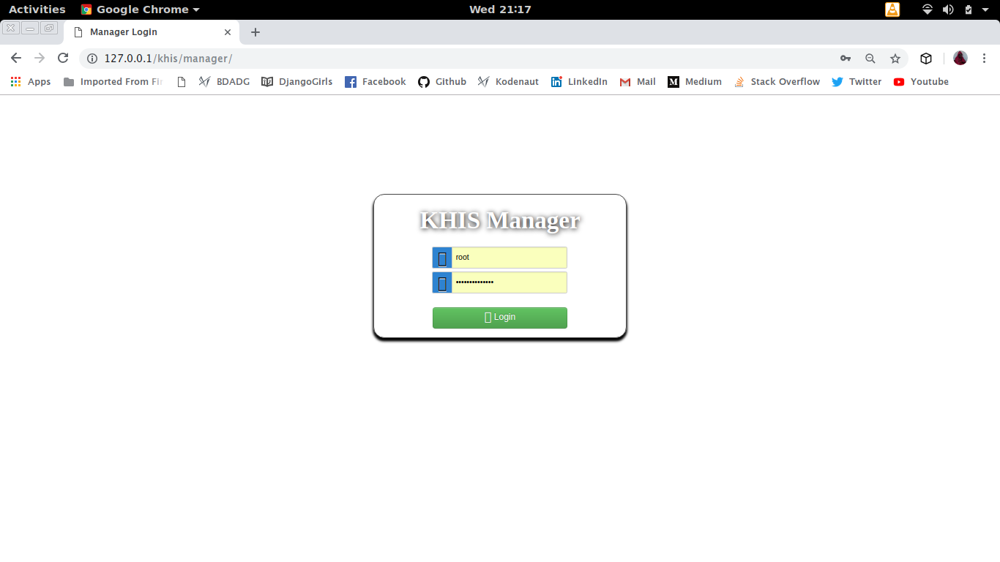 Activities Google Chrome Wed 21:17
Manager Login
127.0.0.1/khis/manager/
Apps Imported From Fir BDADG DjangoGirls Facebook Github Kodenaut LinkedIn Mail Medium Stack Overflow Twitter Youtube
KHIS Manager
root
••••••••••••••
Login